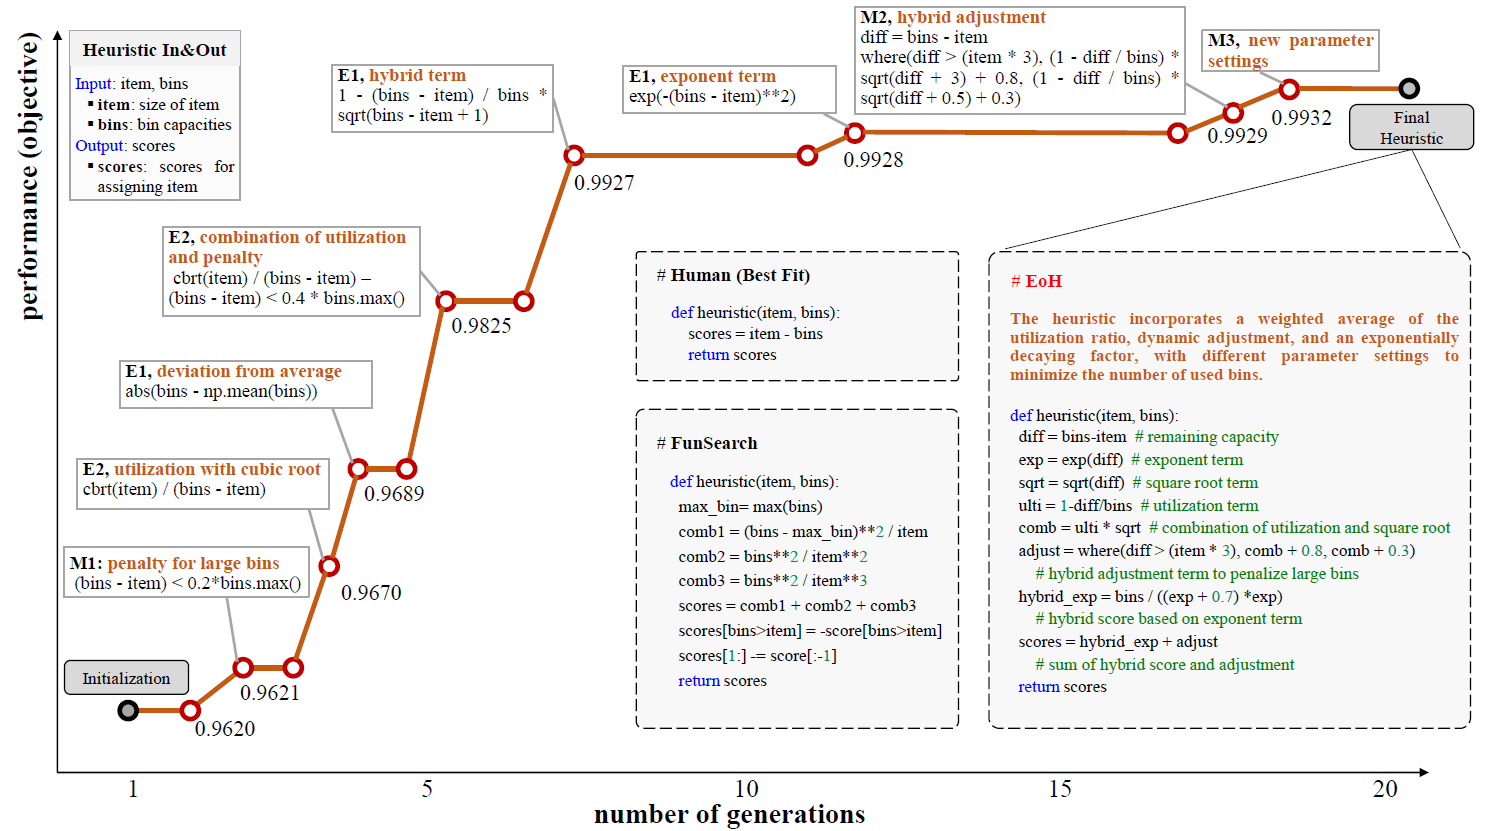 performance (objective)
Heuristic In&Out
Input: item, bins
▪ item: size of item
▪ bins: bin capacities
Output: scores
▪ scores: scores for
assigning item
E1, hybrid term
1 - (bins - item) / bins *
sqrt(bins - item + 1)
E1, exponent term
exp(-(bins - item)**2)
M2, hybrid adjustment
diff = bins - item
where(diff > (item * 3), (1 - diff / bins) *
sqrt(diff + 3) + 0.8, (1 - diff / bins) *
sqrt(diff + 0.5) + 0.3)
M3, new parameter
settings
0.9932
0.9929
0.9928
0.9927
Final
Heuristic
E2, combination of utilization
and penalty
cbrt(item) / (bins - item) –
(bins - item) < 0.4 * bins.max()
0.9825
E1, deviation from average
abs(bins - np.mean(bins))
0.9689
E2, utilization with cubic root
cbrt(item) / (bins - item)
0.9670
M1: penalty for large bins
(bins - item) < 0.2*bins.max()
0.9621
Initialization
0.9620
# Human (Best Fit)
def heuristic(item, bins):
scores = item - bins
return scores
# FunSearch
def heuristic(item, bins):
max_bin= max(bins)
comb1 = (bins - max_bin)**2 / item
comb2 = bins**2 / item**2
comb3 = bins**2 / item**3
scores = comb1 + comb2 + comb3
scores[bins>item] = -score[bins>item]
scores[1:] -= score[:-1]
return scores
# EoH
The heuristic incorporates a weighted average of the
utilization ratio, dynamic adjustment, and an exponentially
decaying factor, with different parameter settings to
minimize the number of used bins.
def heuristic(item, bins):
diff = bins-item # remaining capacity
exp = exp(diff) # exponent term
sqrt = sqrt(diff) # square root term
ulti = 1-diff/bins # utilization term
comb = ulti * sqrt # combination of utilization and square root
adjust = where(diff > (item * 3), comb + 0.8, comb + 0.3)
# hybrid adjustment term to penalize large bins
hybrid_exp = bins / ((exp + 0.7) *exp)
# hybrid score based on exponent term
scores = hybrid_exp + adjust
# sum of hybrid score and adjustment
return scores
1 5 10 15 20
number of generations